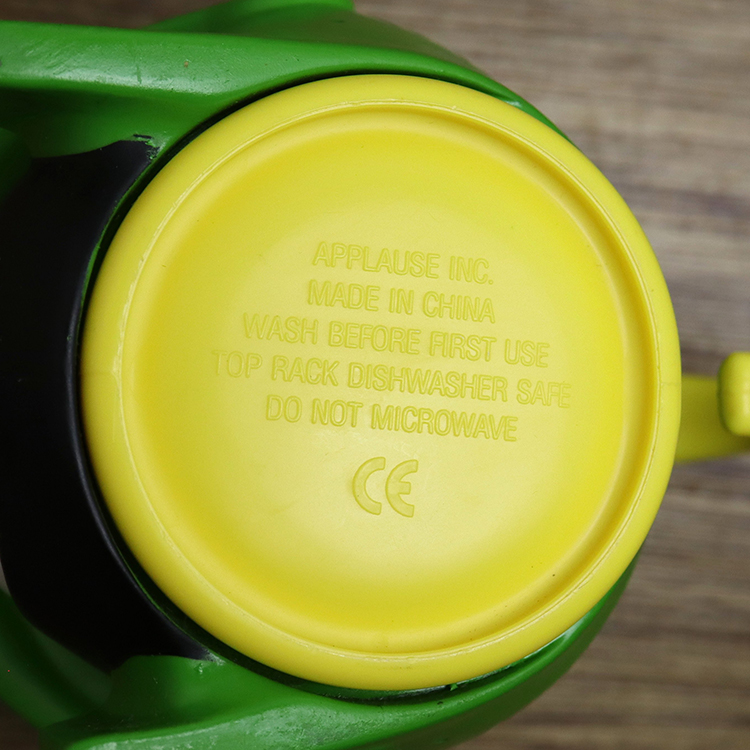 APPLAUSE INC.
MADE IN CHINA
WASH BEFORE FIRST USE
TOP RACK DISHWASHER SAFE
DO NOT MICROWAVE
CE